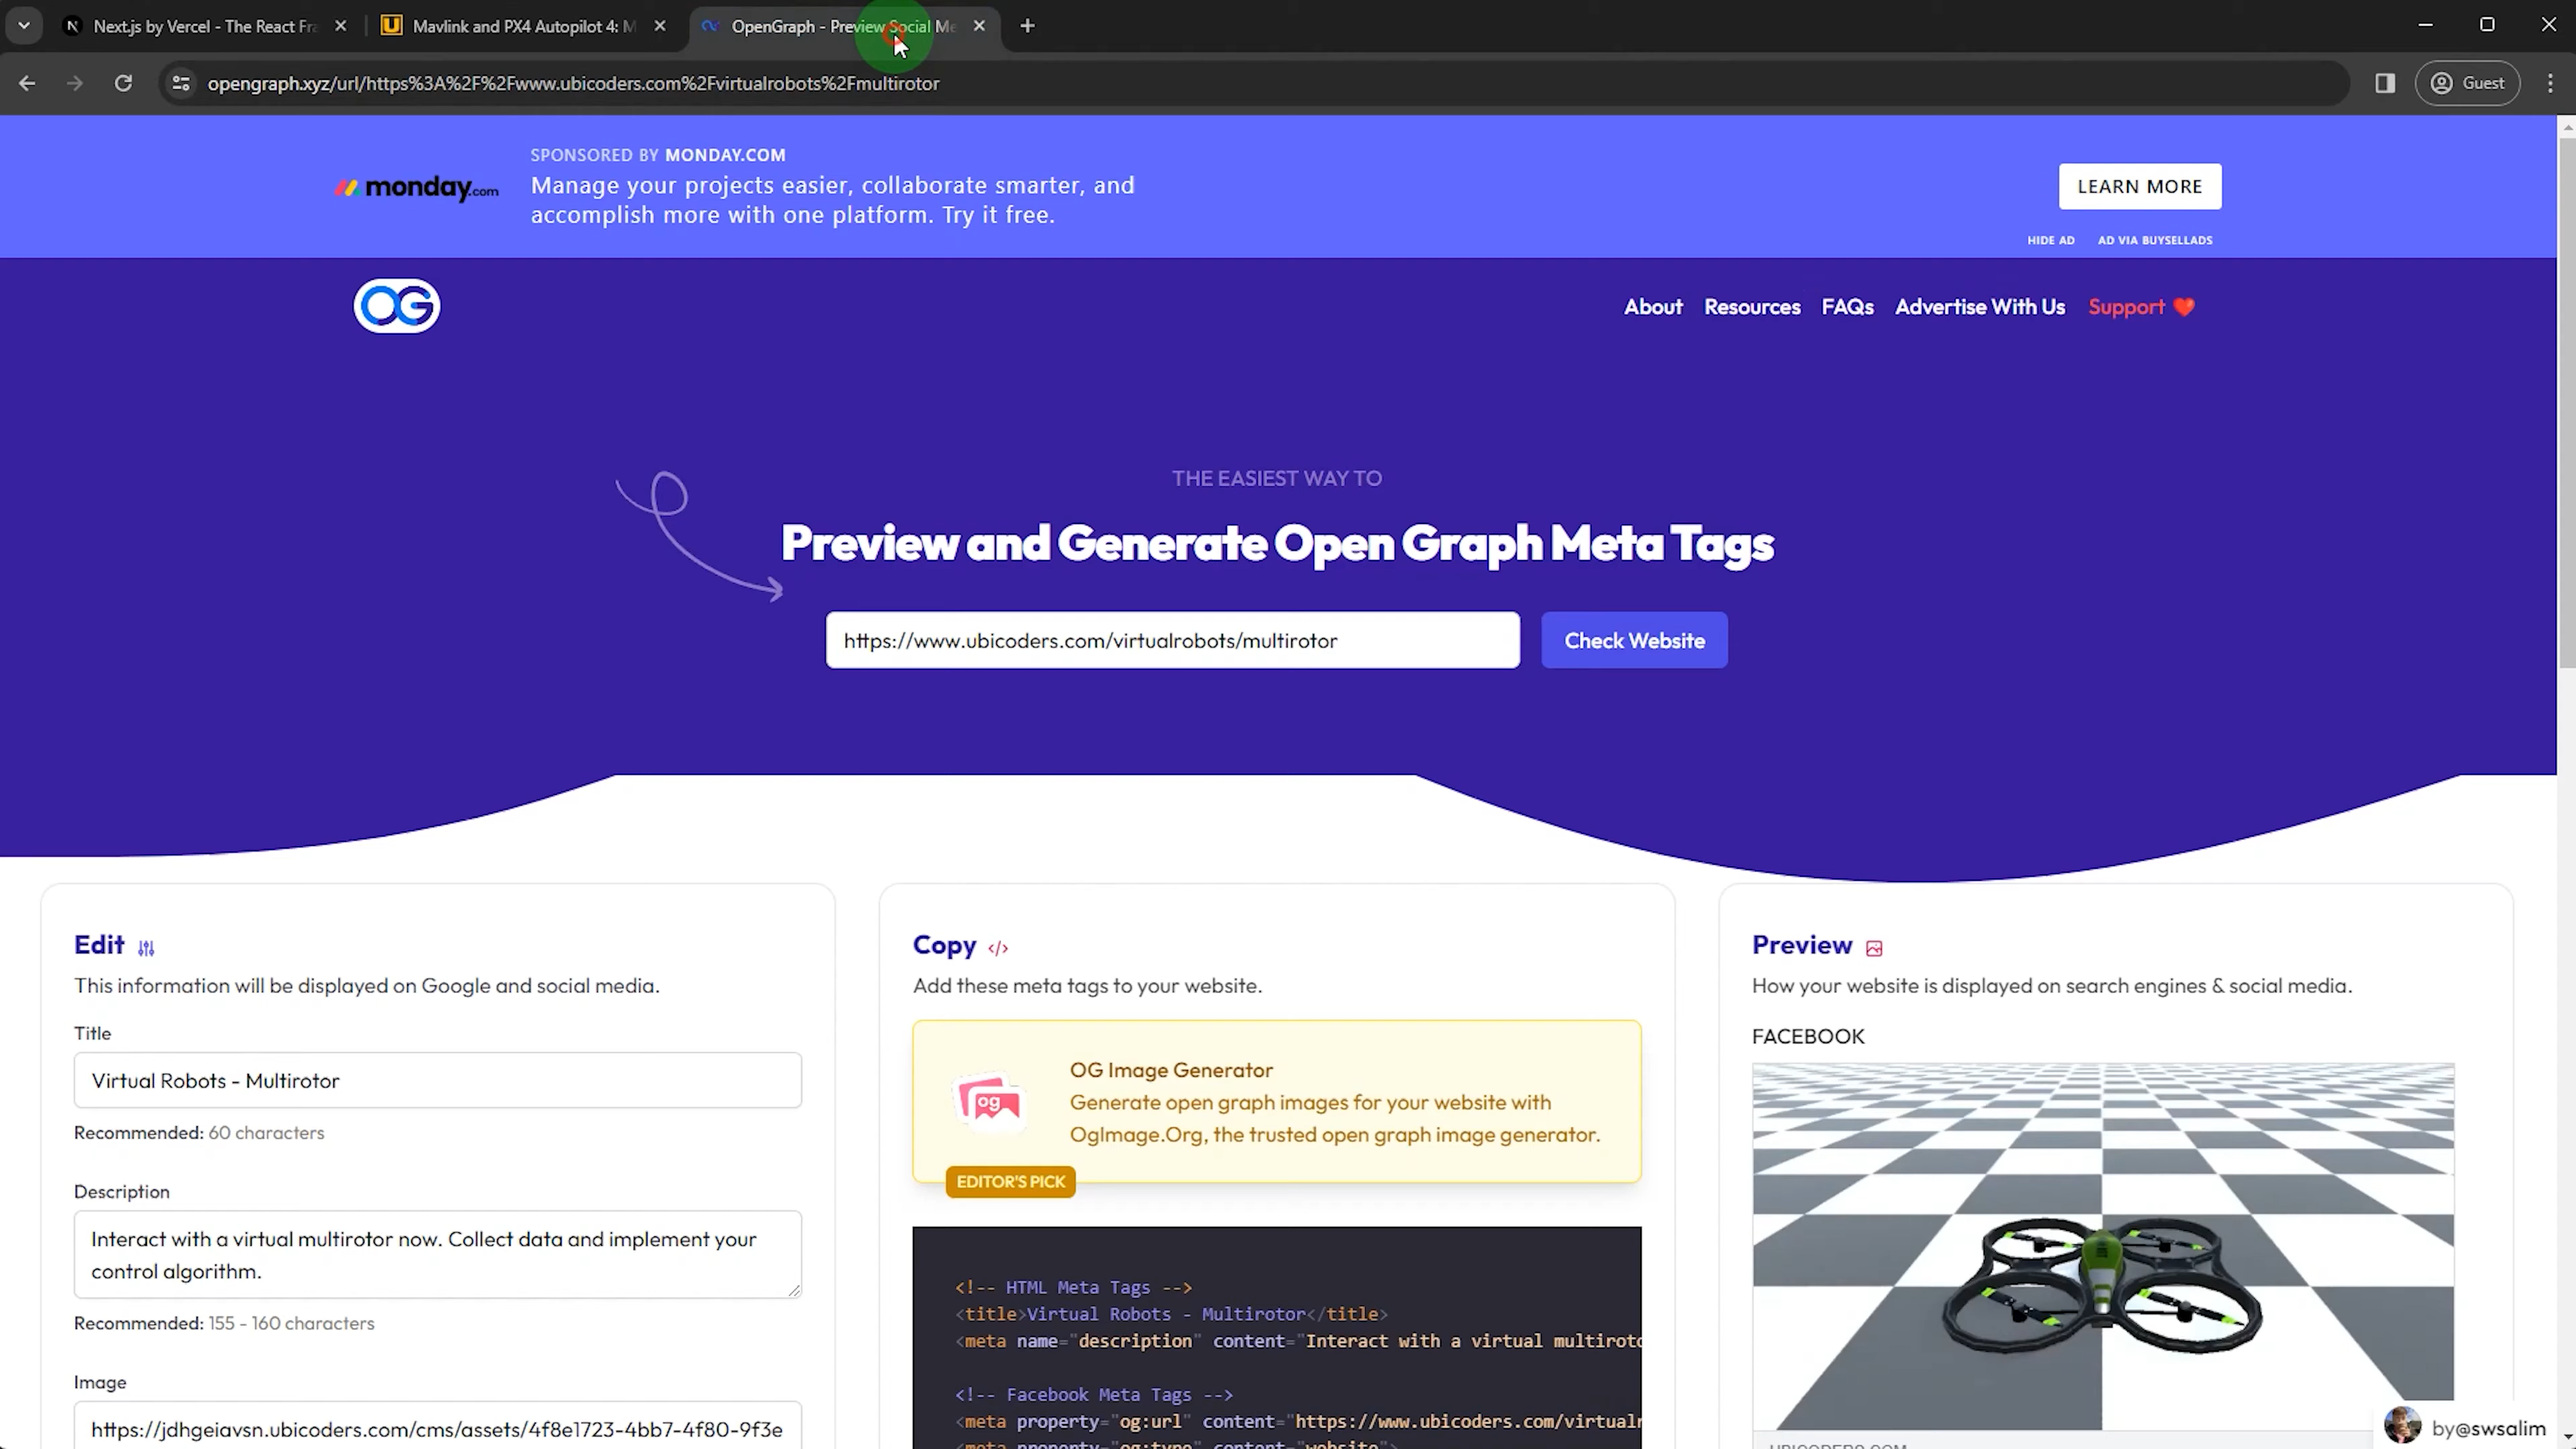 Next.js by Vercel - The React Fra
Mavlink and PX4 Autopilot 4: M
OpenGraph - Preview Social Me
opengraph.xyz/url/https%3A%2F%2Fwww.ubicoders.com%2Fvirtualrobots%2Fmultirotor
Guest
monday.com
SPONSORED BY MONDAY.COM
Manage your projects easier, collaborate smarter, and
accomplish more with one platform. Try it free.
LEARN MORE
HIDE AD
AD VIA BUYSELLADS
OG
About
Resources
FAQs
Advertise With Us
Support
THE EASIEST WAY TO
Preview and Generate Open Graph Meta Tags
https://www.ubicoders.com/virtualrobots/multirotor
Check Website
Edit
This information will be displayed on Google and social media.
Title
Virtual Robots - Multirotor
Recommended: 60 characters
Description
Interact with a virtual multirotor now. Collect data and implement your
control algorithm.
Recommended: 155 - 160 characters
Image
https://jdhgeiavsn.ubicoders.com/cms/assets/4f8e1723-4bb7-4f80-9f3e
Copy </>
Add these meta tags to your website.
og
OG Image Generator
Generate open graph images for your website with
OgImage.Org, the trusted open graph image generator.
EDITOR'S PICK
<!-- HTML Meta Tags -->
<title>Virtual Robots - Multirotor</title>
<meta name="description" content="Interact with a virtual multiroto
<!-- Facebook Meta Tags -->
<meta property="og:url" content="https://www.ubicoders.com/virtualr
<meta property="og:type" content="website">
Preview
How your website is displayed on search engines & social media.
FACEBOOK
UBICODERS.COM
by@swsalim